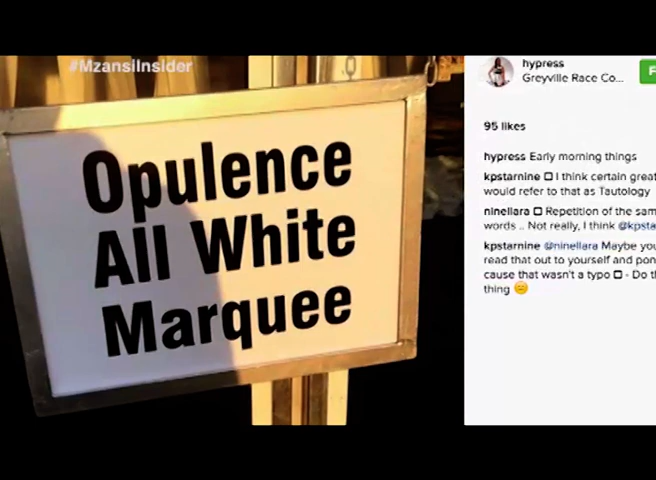 #MzansiInsider
Opulence
All White
Marquee
hypress
Greyville Race Co...
F
95 likes
hypress Early morning things
kpstarnine I think certain great
would refer to that as Tautology
ninellara Repetition of the sam
words .. Not really, I think @kpsta
kpstarnine @ninellara Maybe you
read that out to yourself and pon
cause that wasn't a typo - Do th
thing